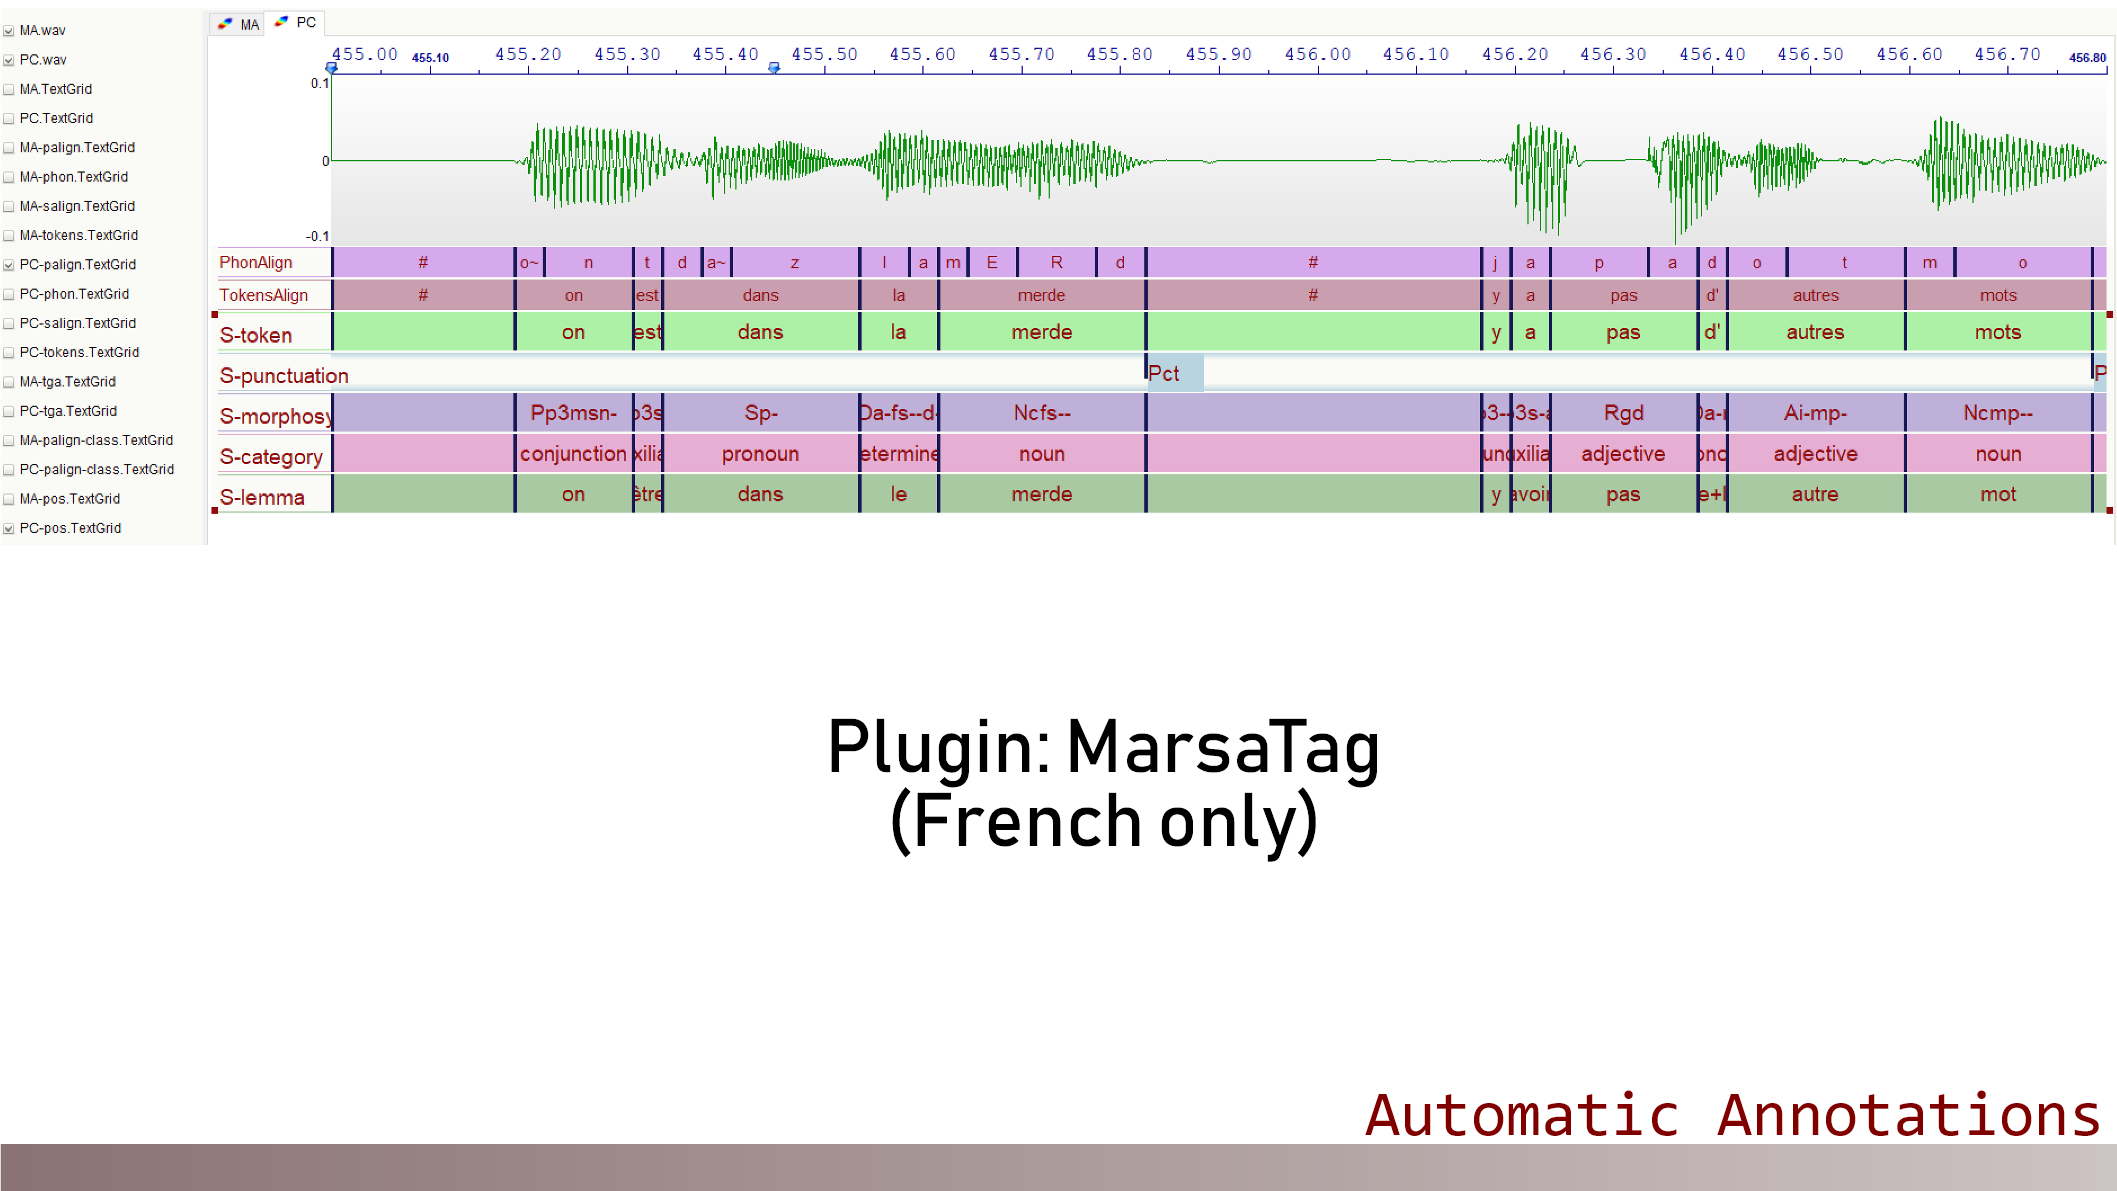 MA.wav
PC.wav
MA.TextGrid
PC.TextGrid
MA-palign.TextGrid
MA-phon.TextGrid
MA-salign.TextGrid
MA-tokens.TextGrid
PC-palign.TextGrid
PC-phon.TextGrid
PC-salign.TextGrid
PC-tokens.TextGrid
MA-tga.TextGrid
PC-tga.TextGrid
MA-palign-class.TextGrid
PC-palign-class.TextGrid
MA-pos.TextGrid
PC-pos.TextGrid
MA PC
455.00 455.10 455.20 455.30 455.40 455.50 455.60 455.70 455.80 455.90 456.00 456.10 456.20 456.30 456.40 456.50 456.60 456.70 456.80
0.1
0
-0.1
PhonAlign # o~ n t d a~ z l a m E R d # j a p a d o t m o
TokensAlign # on est dans la merde # y a pas d' autres mots
S-token on est dans la merde y a pas d' autres mots
S-punctuation Pct P
S-morphosy Pp3msn- Sp- Da-fs--d Ncfs-- Rgd Ai-mp- Ncmp--
S-category conjunction xilia pronoun etermine noun xilia adjective adjective noun
S-lemma on être dans le merde y avoir pas autre mot
Plugin: MarsaTag
(French only)
Automatic Annotations